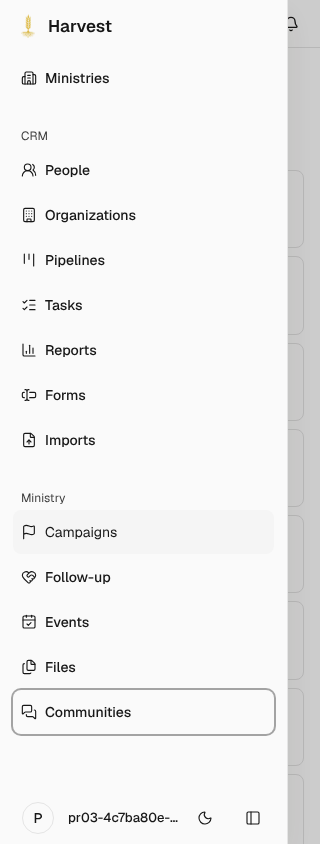 Harvest
Ministries
CRM
People
Organizations
Pipelines
Tasks
Reports
Forms
Imports
Ministry
Campaigns
Follow-up
Events
Files
Communities
P
pr03-4c7ba80e-...